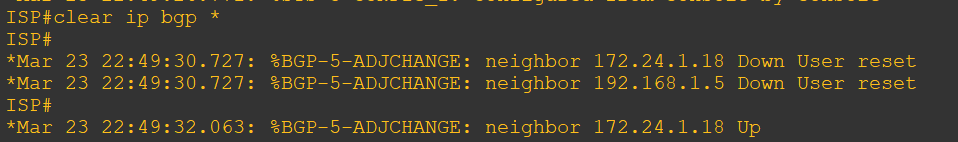 ISP#clear ip bgp *
ISP#
*Mar 23 22:49:30.727: %BGP-5-ADJCHANGE: neighbor 172.24.1.18 Down User reset
*Mar 23 22:49:30.727: %BGP-5-ADJCHANGE: neighbor 192.168.1.5 Down User reset
ISP#
*Mar 23 22:49:32.063: %BGP-5-ADJCHANGE: neighbor 172.24.1.18 Up